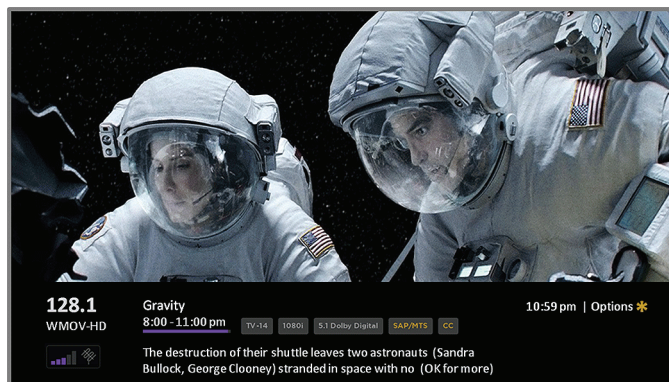 128.1
WMOV-HD
Gravity
8:00 - 11:00 pm
TV-14
1080i
5.1 Dolby Digital
SAP/MTS
CC
10:59 pm | Options *
The destruction of their shuttle leaves two astronauts (Sandra
Bullock, George Clooney) stranded in space with no (OK for more)